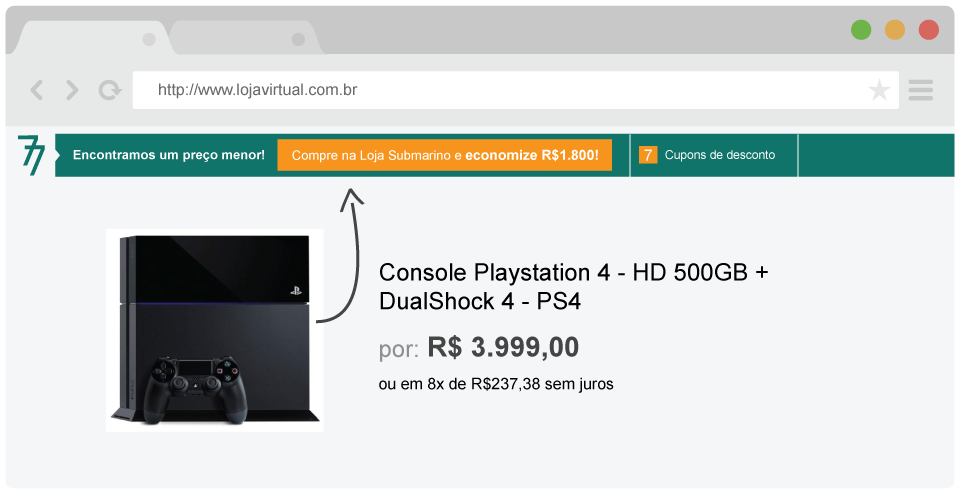 http://www.lojavirtual.com.br
77 Encontramos um preço menor! Compre na Loja Submarino e economize R$1.800! 7 Cupons de desconto
Console Playstation 4 - HD 500GB +
DualShock 4 - PS4
por: R$ 3.999,00
ou em 8x de R$237,38 sem juros